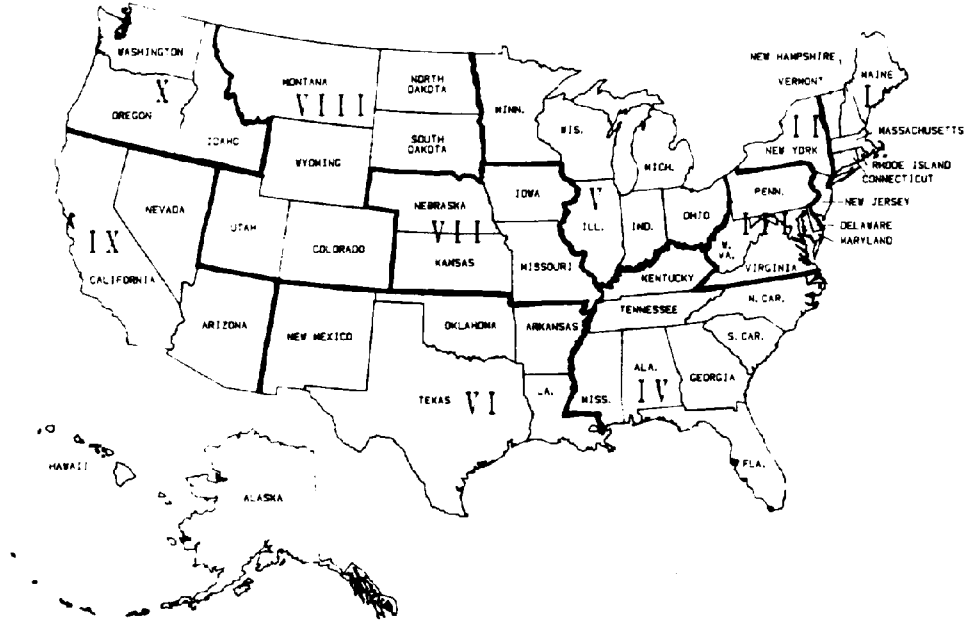 WASHINGTON
MONTANA
VIII
NORTH
DAKOTA
MINN.
NEW HAMPSHIRE,
VERMONT
MAINE
I
X
OREGON
IDAHO
WYOMING
SOUTH
DAKOTA
WIS.
MICH.
II
NEW YORK
MASSACHUSETTS
RHODE ISLAND
CONNECTICUT
IOWA
V
ILL.
IND.
OHIO
PENN.
III
NEW JERSEY
DELAWARE
MARYLAND
NEVADA
UTAH
COLORADO
NEBRASKA
VII
KANSAS
MISSOURI
W.
VA.
VIRGINIA
KENTUCKY
IX
CALIFORNIA
ARIZONA
NEW MEXICO
OKLAHOMA
ARKANSAS
TENNESSEE
N. CAR.
S. CAR.
TEXAS
VI
LA.
MISS.
ALA.
IV
GEORGIA
FLA.
HAWAII
ALASKA